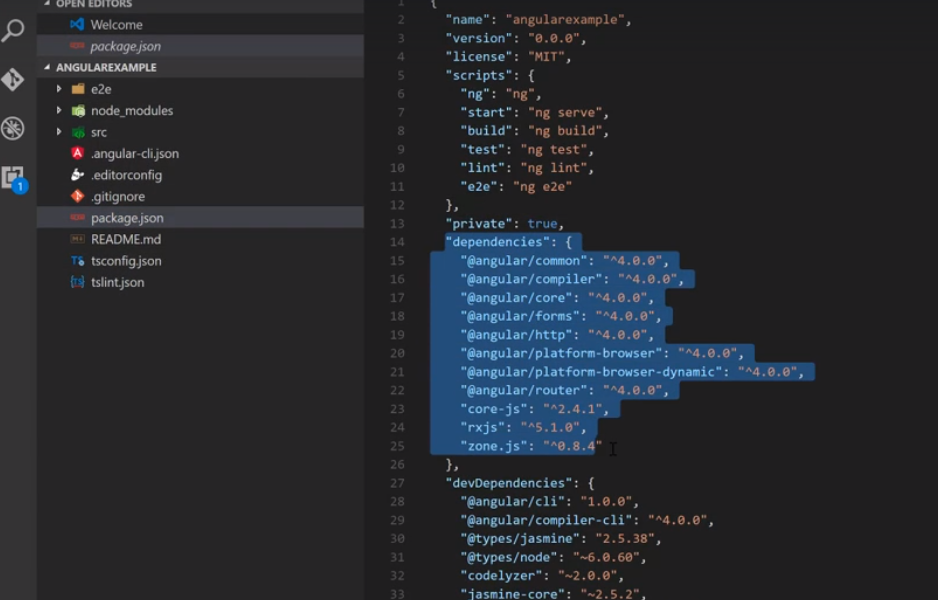 OPEN EDITORS
Welcome
package.json
ANGULAREXAMPLE
e2e
node_modules
src
.angular-cli.json
.editorconfig
.gitignore
package.json
README.md
tsconfig.json
tslint.json
1
1 {
2 "name": "angularexample",
3 "version": "0.0.0",
4 "license": "MIT",
5 "scripts": {
6 "ng": "ng",
7 "start": "ng serve",
8 "build": "ng build",
9 "test": "ng test",
10 "lint": "ng lint",
11 "e2e": "ng e2e"
12 },
13 "private": true,
14 "dependencies": {
15 "@angular/common": "^4.0.0",
16 "@angular/compiler": "^4.0.0",
17 "@angular/core": "^4.0.0",
18 "@angular/forms": "^4.0.0",
19 "@angular/http": "^4.0.0",
20 "@angular/platform-browser": "^4.0.0",
21 "@angular/platform-browser-dynamic": "^4.0.0",
22 "@angular/router": "^4.0.0",
23 "core-js": "^2.4.1",
24 "rxjs": "^5.1.0",
25 "zone.js": "^0.8.4"
26 },
27 "devDependencies": {
28 "@angular/cli": "1.0.0",
29 "@angular/compiler-cli": "^4.0.0",
30 "@types/jasmine": "2.5.38",
31 "@types/node": "~6.0.60",
32 "codelyzer": "~2.0.0",
33 "jasmine-core": "~2.5.2",